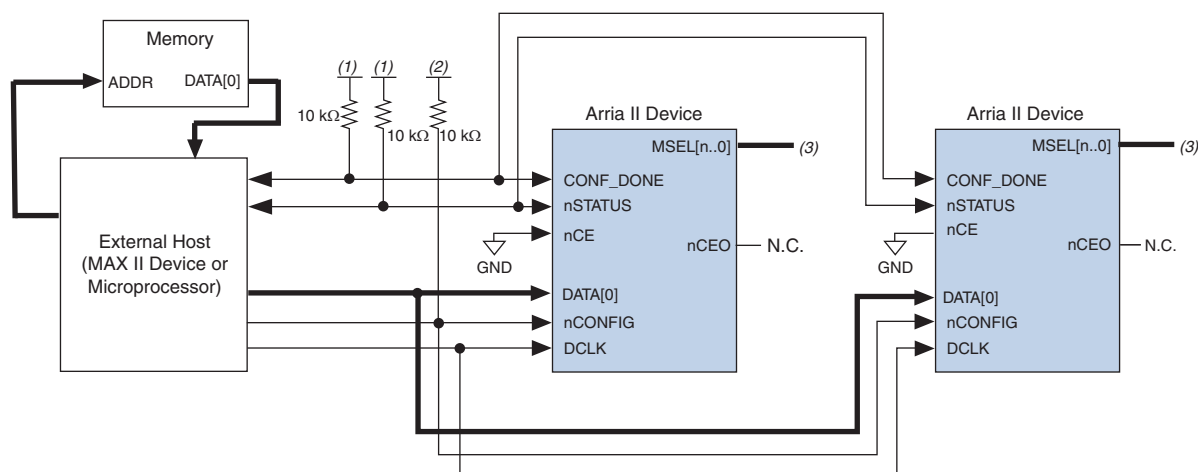 Memory
ADDR
DATA[0]
(1)
(1)
(2)
10 kΩ
10 kΩ
10 kΩ
External Host
(MAX II Device or
Microprocessor)
Arria II Device
MSEL[n..0]
(3)
CONF_DONE
nSTATUS
nCE
GND
nCEO
N.C.
DATA[0]
nCONFIG
DCLK
Arria II Device
MSEL[n..0]
(3)
CONF_DONE
nSTATUS
nCE
GND
nCEO
N.C.
DATA[0]
nCONFIG
DCLK